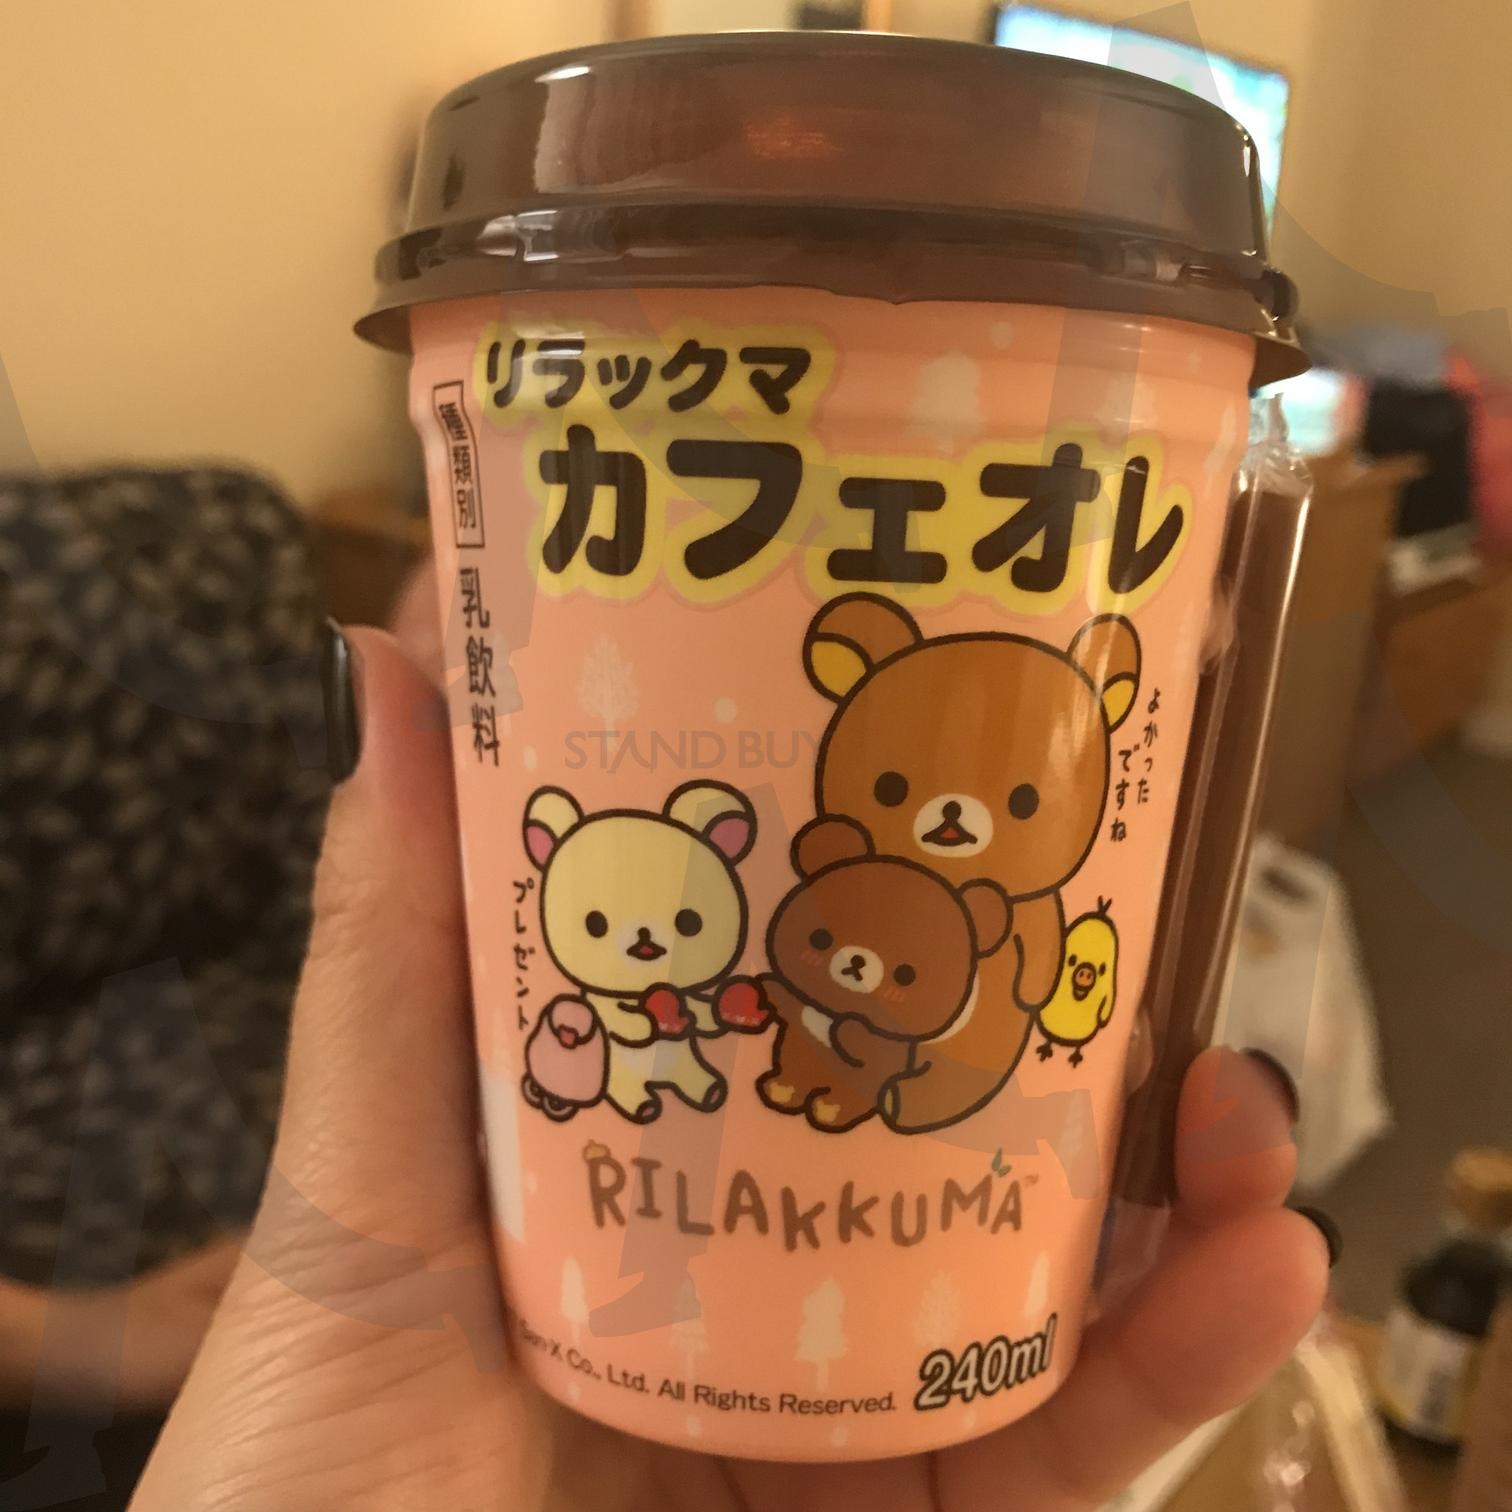 リラックマ
カフェオレ
種類別 乳飲料
よかった
ですね
STAND BUY
プレゼント
RILAKKUMA™
San-X Co., Ltd. All Rights Reserved.
240ml